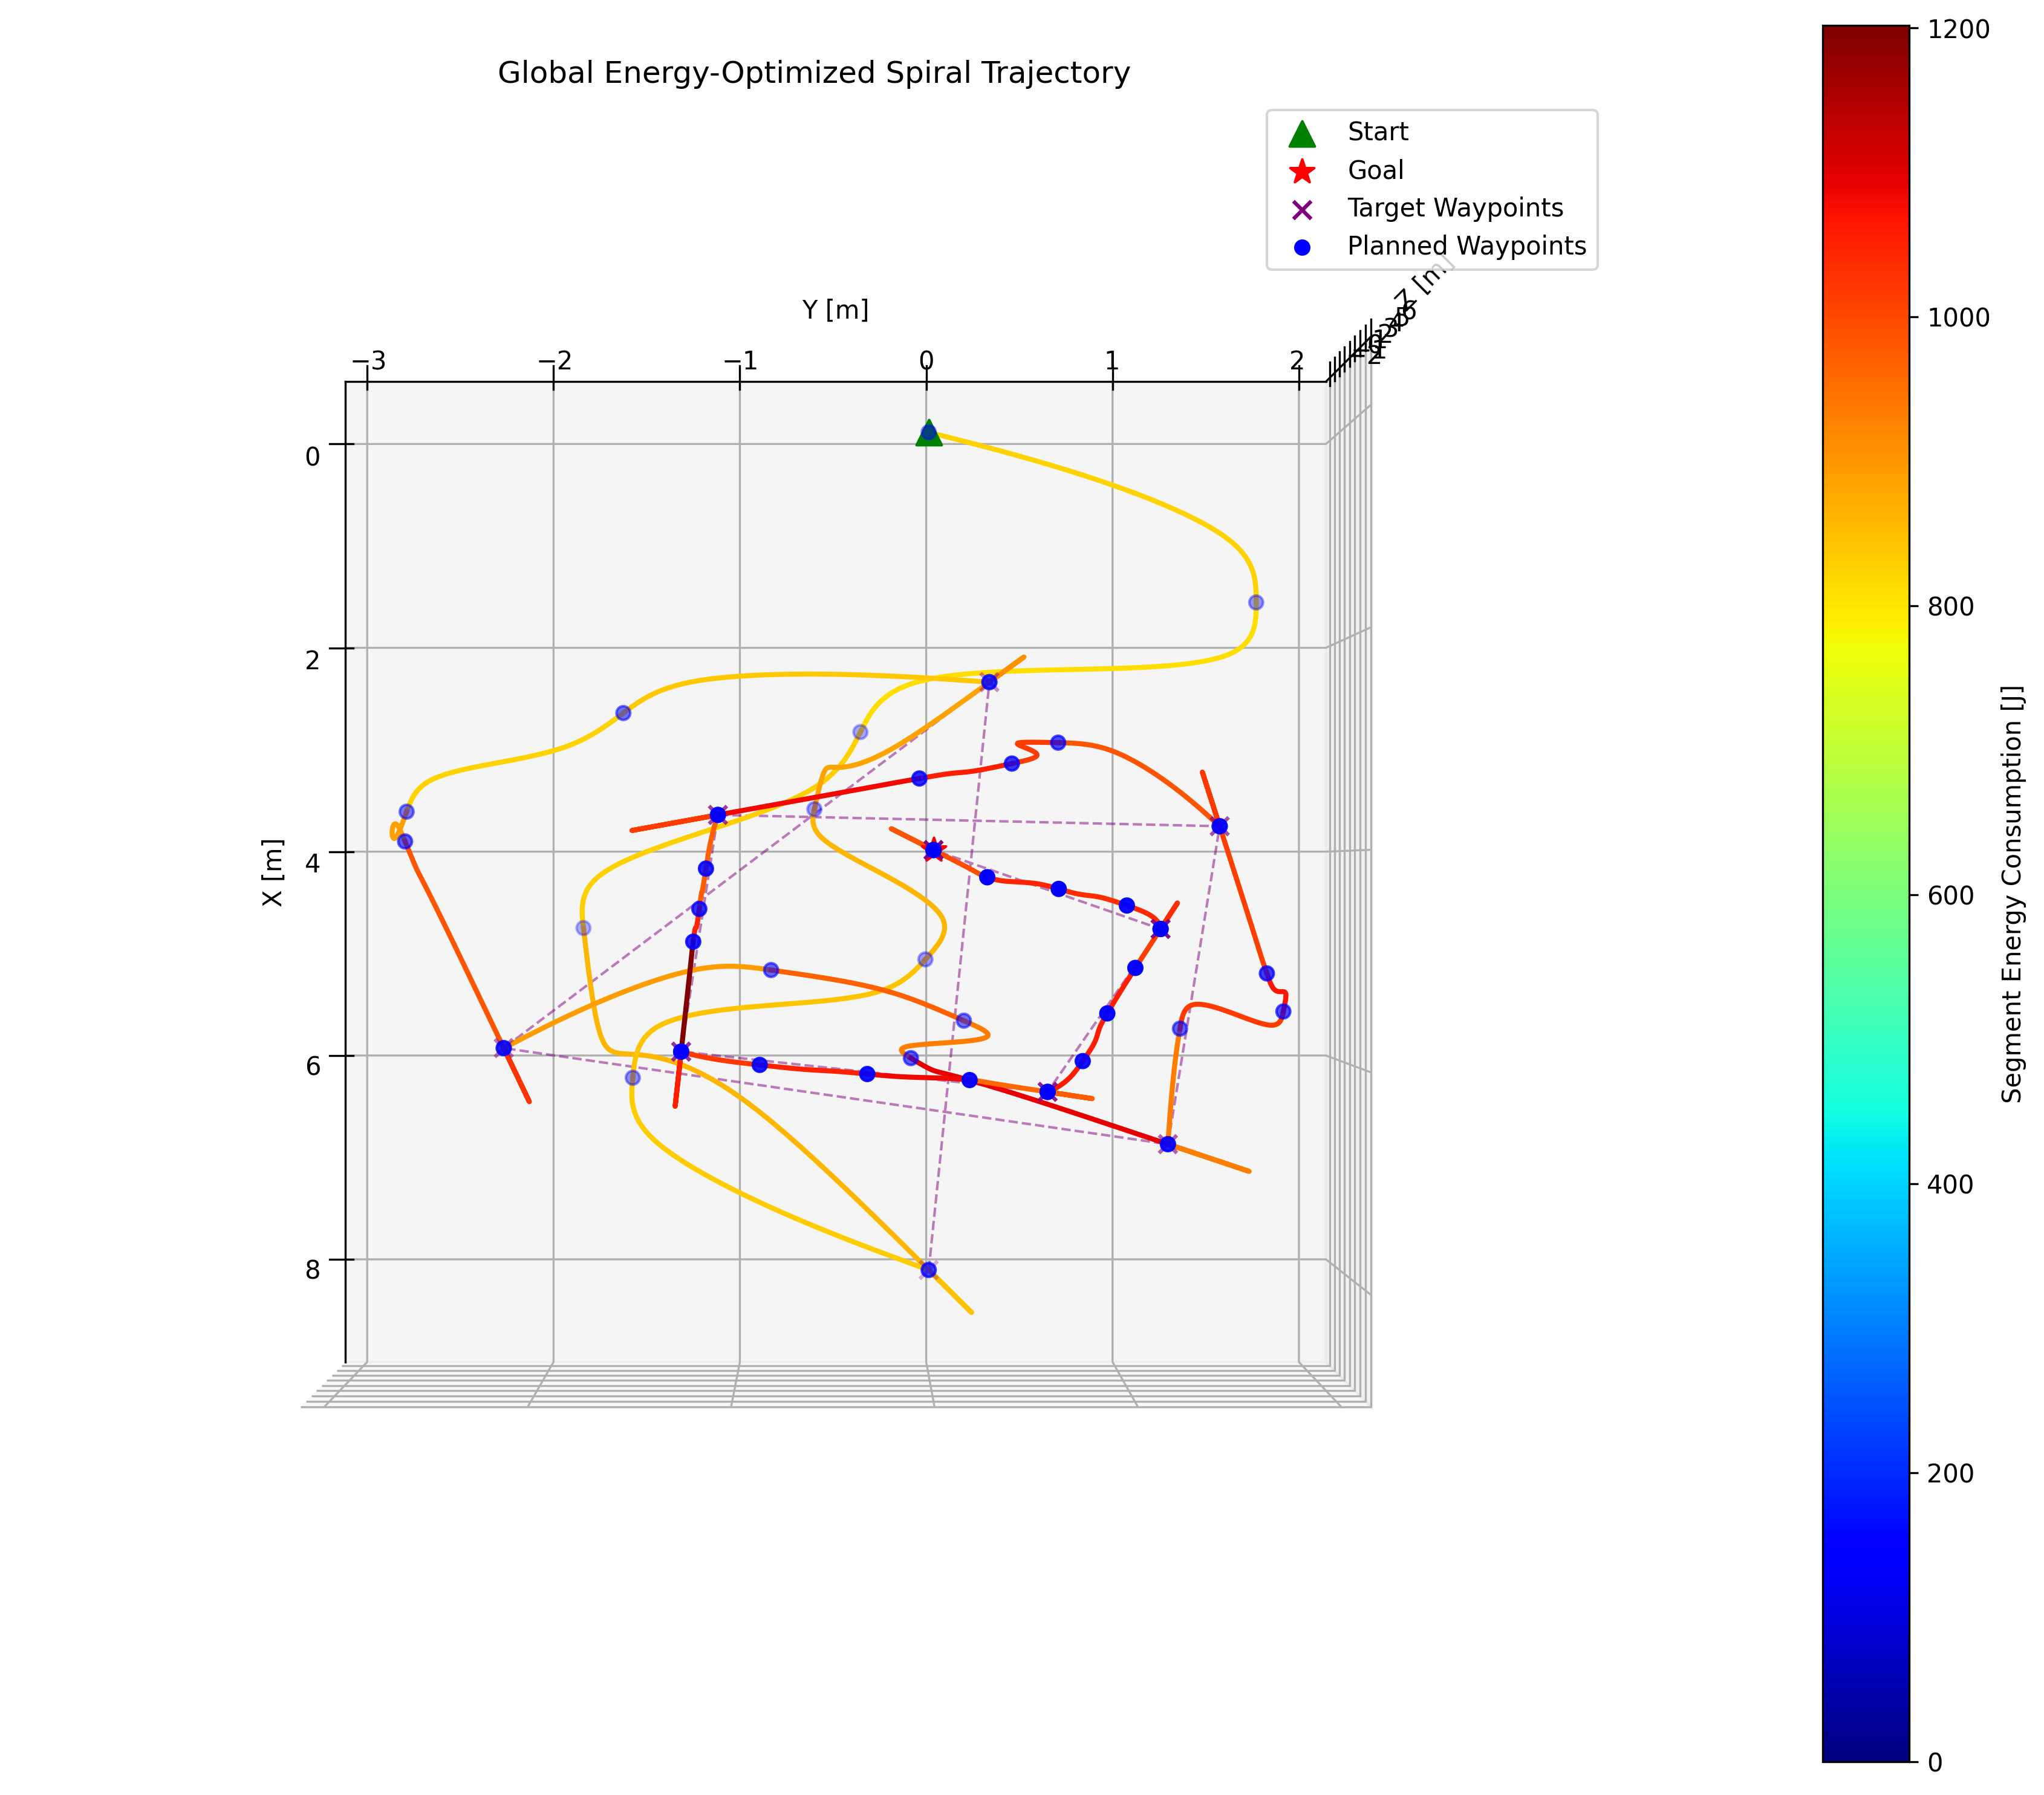 Global Energy-Optimized Spiral Trajectory
Start
Goal
Target Waypoints
Planned Waypoints
Z [m]
Y [m]
−3 −2 −1 0 1 2
0
2
4
6
8
X [m]
1200
1000
800
600
400
200
0
Segment Energy Consumption [J]